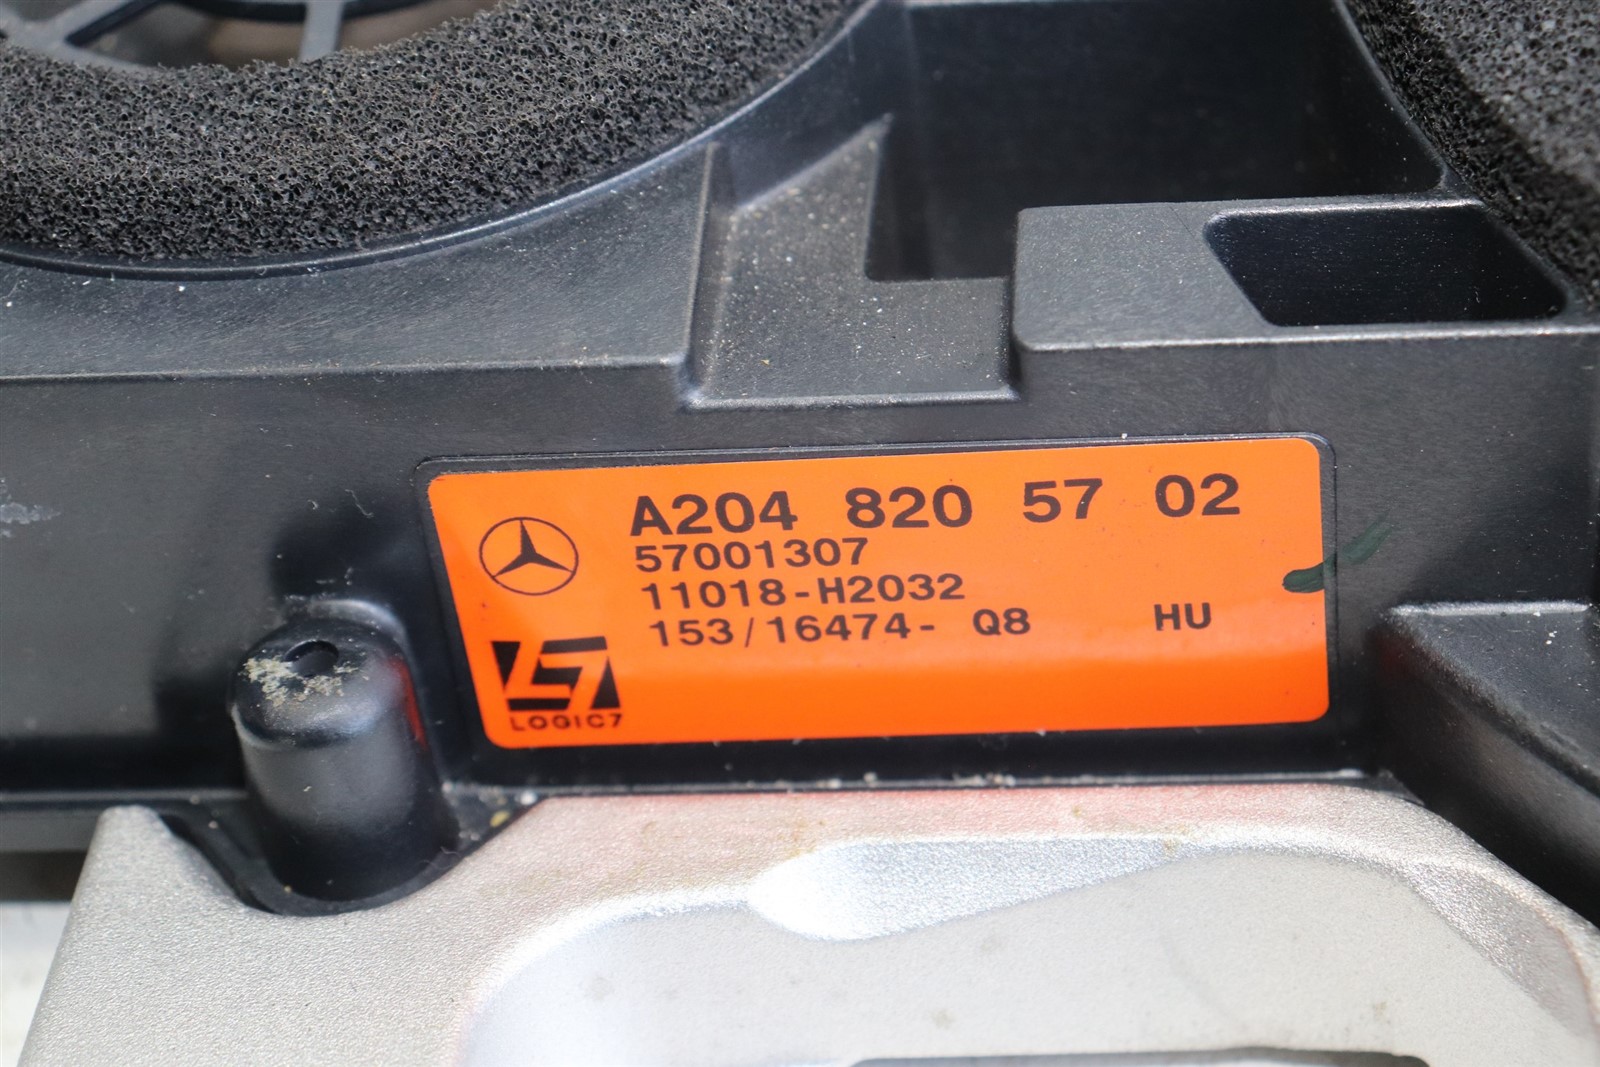 A204 820 57 02
57001307
11018-H2032
153/16474- Q8 HU
LOGIC7